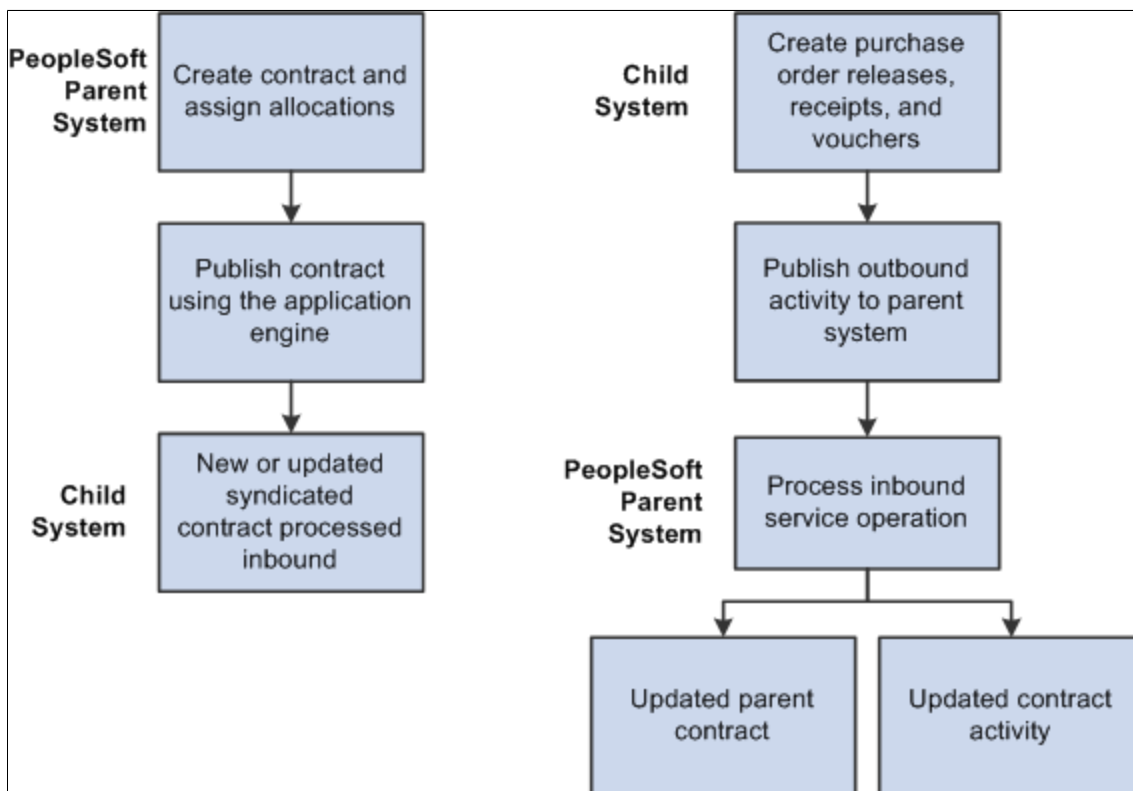 PeopleSoft
Parent
System
Create contract and
assign allocations
Publish contract
using the application
engine
Child
System
New or updated
syndicated
contract processed
inbound
Child
System
Create purchase
order releases,
receipts, and
vouchers
Publish outbound
activity to parent
system
PeopleSoft
Parent
System
Process inbound
service operation
Updated parent
contract
Updated contract
activity